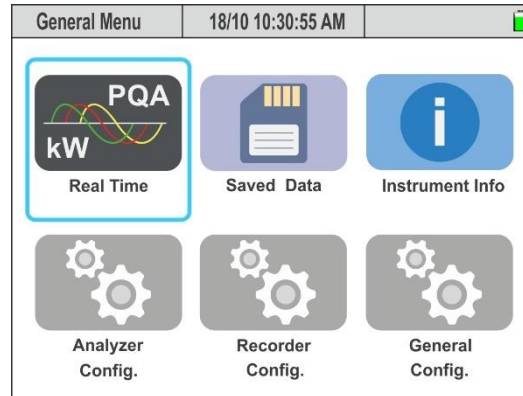 General Menu 18/10 10:30:55 AM
PQA
kW
Real Time Saved Data Instrument Info
Analyzer Recorder General
Config. Config. Config.